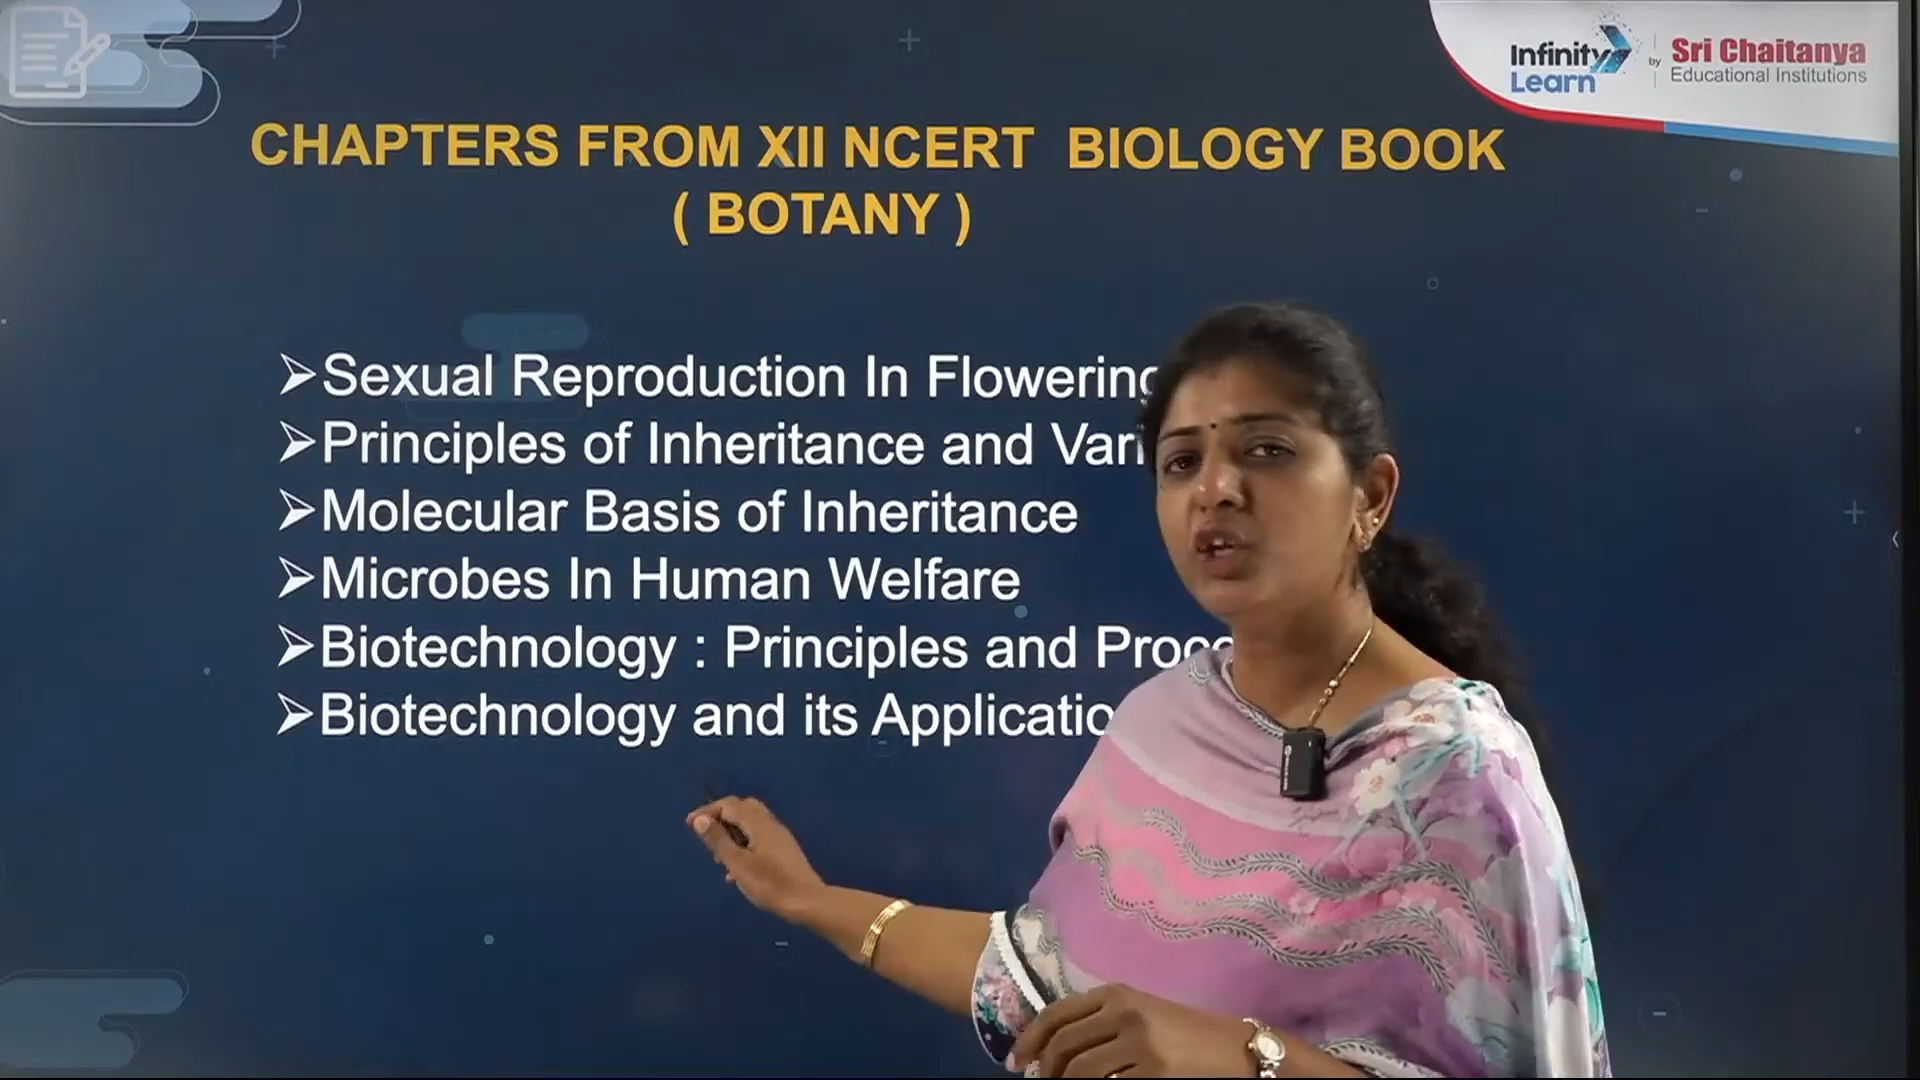 Infinity Learn by Sri Chaitanya Educational Institutions
CHAPTERS FROM XII NCERT BIOLOGY BOOK
( BOTANY )
➢Sexual Reproduction In Flowering
➢Principles of Inheritance and Vari
➢Molecular Basis of Inheritance
➢Microbes In Human Welfare
➢Biotechnology : Principles and Proce
➢Biotechnology and its Applicatio